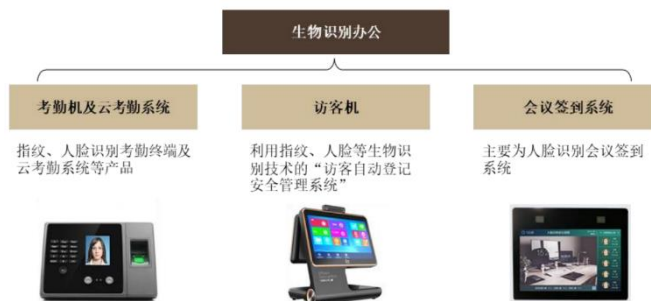 生物识别办公
考勤机及云考勤系统
访客机
会议签到系统
指纹、人脸识别考勤终端及
云考勤系统等产品
利用指纹、人脸等生物识
别技术的“访客自动登记
安全管理系统”
主要为人脸识别会议签到
系统